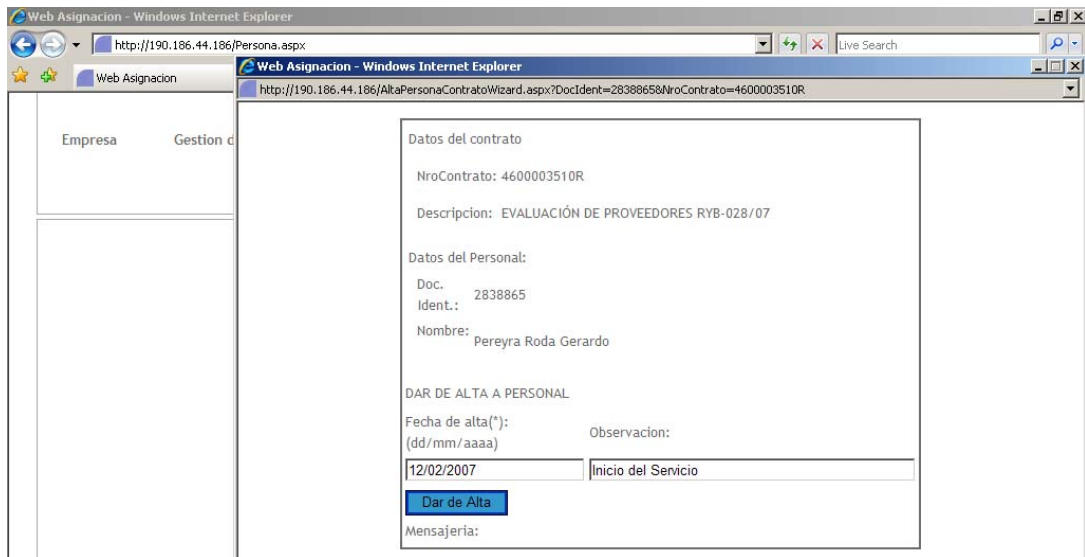 Web Asignacion - Windows Internet Explorer
http://190.186.44.186/Persona.aspx
Live Search
Web Asignacion
Web Asignacion - Windows Internet Explorer
http://190.186.44.186/AltaPersonaContratoWizard.aspx?DocIdent=2838865&NroContrato=4600003510R
Empresa
Gestion d
Datos del contrato
NroContrato: 4600003510R
Descripcion: EVALUACIÓN DE PROVEEDORES RYB-028/07
Datos del Personal:
Doc.
Ident.:
2838865
Nombre:
Pereyra Roda Gerardo
DAR DE ALTA A PERSONAL
Fecha de alta(*):
(dd/mm/aaaa)
Observacion:
12/02/2007
Inicio del Servicio
Dar de Alta
Mensajeria: